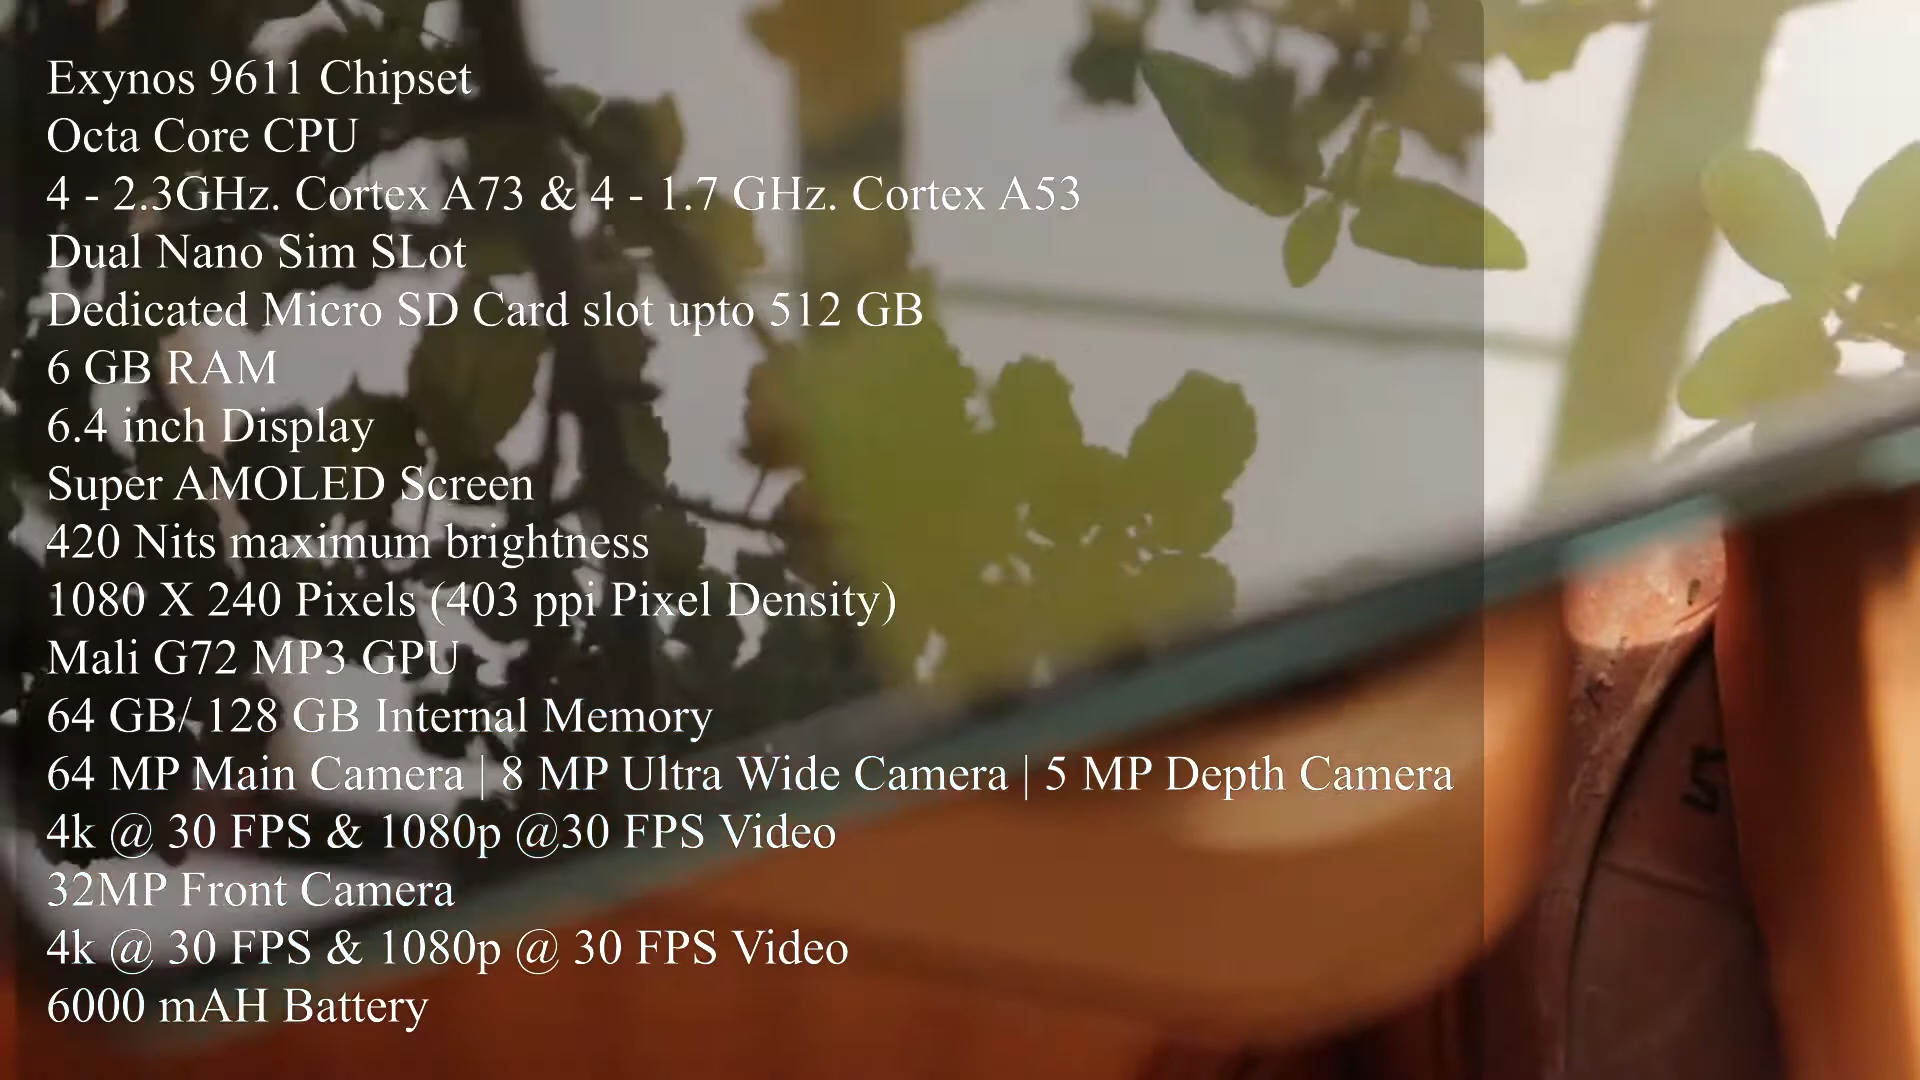 Exynos 9611 Chipset
Octa Core CPU
4 - 2.3GHz. Cortex A73 & 4 - 1.7 GHz. Cortex A53
Dual Nano Sim SLot
Dedicated Micro SD Card slot upto 512 GB
6 GB RAM
6.4 inch Display
Super AMOLED Screen
420 Nits maximum brightness
1080 X 240 Pixels (403 ppi Pixel Density)
Mali G72 MP3 GPU
64 GB/ 128 GB Internal Memory
64 MP Main Camera | 8 MP Ultra Wide Camera | 5 MP Depth Camera
4k @ 30 FPS & 1080p @30 FPS Video
32MP Front Camera
4k @ 30 FPS & 1080p @ 30 FPS Video
6000 mAH Battery